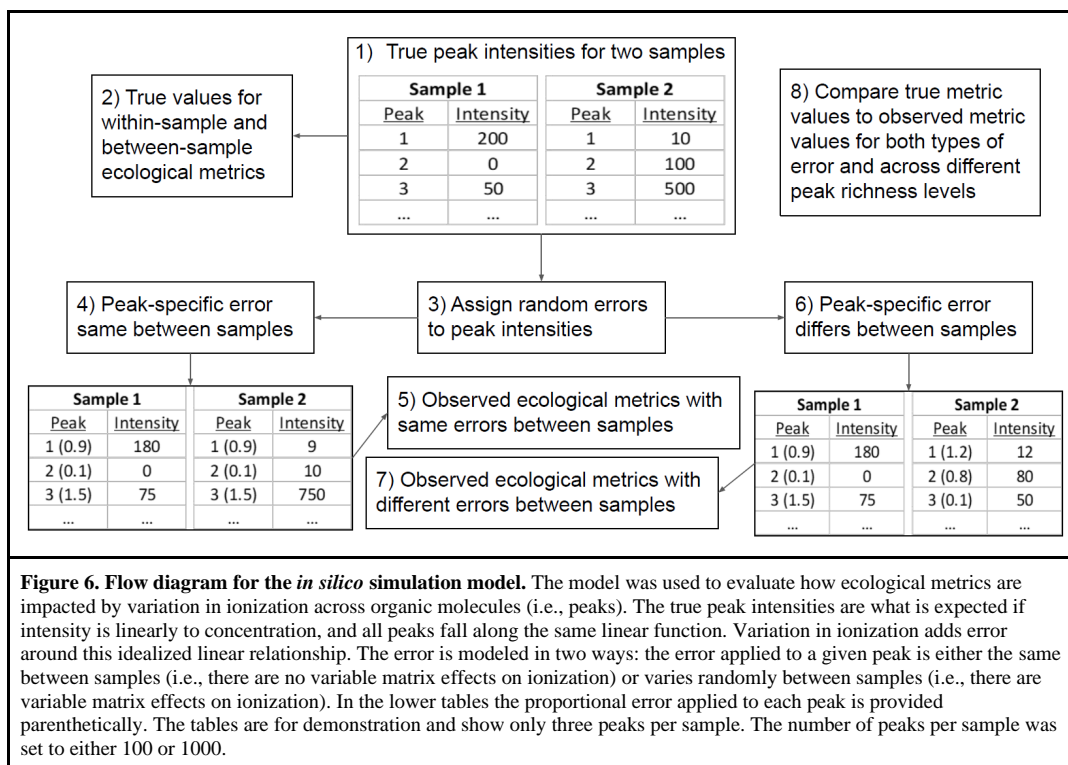 1) True peak intensities for two samples
Sample 1 Sample 2
Peak Intensity Peak Intensity
1 200 1 10
2 0 2 100
3 50 3 500
... ... ... ...
2) True values for
within-sample and
between-sample
ecological metrics
8) Compare true metric
values to observed metric
values for both types of
error and across different
peak richness levels
3) Assign random errors
to peak intensities
4) Peak-specific error
same between samples
Sample 1 Sample 2
Peak Intensity Peak Intensity
1 (0.9) 180 1 (0.9) 9
2 (0.1) 0 2 (0.1) 10
3 (1.5) 75 3 (1.5) 750
... ... ... ...
5) Observed ecological metrics with
same errors between samples
6) Peak-specific error
differs between samples
Sample 1 Sample 2
Peak Intensity Peak Intensity
1 (0.9) 180 1 (1.2) 12
2 (0.1) 0 2 (0.8) 80
3 (1.5) 75 3 (0.1) 50
... ... ... ...
7) Observed ecological metrics with
different errors between samples
Figure 6. Flow diagram for the in silico simulation model. The model was used to evaluate how ecological metrics are
impacted by variation in ionization across organic molecules (i.e., peaks). The true peak intensities are what is expected if
intensity is linearly to concentration, and all peaks fall along the same linear function. Variation in ionization adds error
around this idealized linear relationship. The error is modeled in two ways: the error applied to a given peak is either the same
between samples (i.e., there are no variable matrix effects on ionization) or varies randomly between samples (i.e., there are
variable matrix effects on ionization). In the lower tables the proportional error applied to each peak is provided
parenthetically. The tables are for demonstration and show only three peaks per sample. The number of peaks per sample was
set to either 100 or 1000.